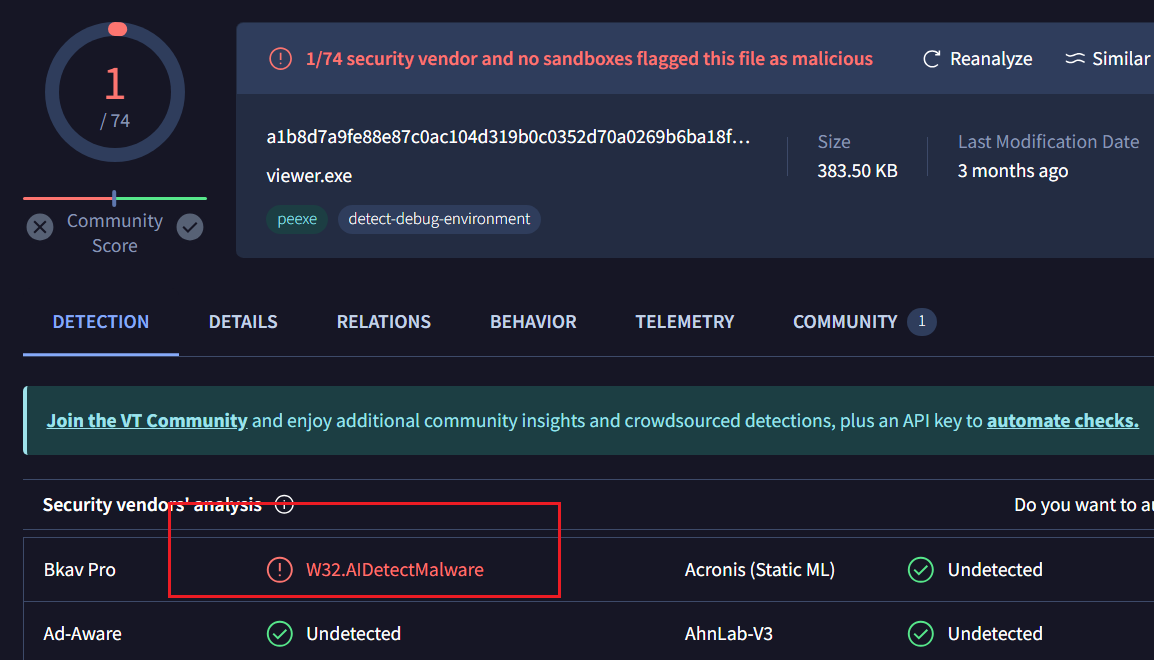 1
/ 74
Community
Score
1/74 security vendor and no sandboxes flagged this file as malicious
Reanalyze
Similar
a1b8d7a9fe88e87c0ac104d319b0c0352d70a0269b6ba18f...
viewer.exe
Size
383.50 KB
Last Modification Date
3 months ago
peexe
detect-debug-environment
DETECTION DETAILS RELATIONS BEHAVIOR TELEMETRY COMMUNITY 1
Join the VT Community and enjoy additional community insights and crowdsourced detections, plus an API key to automate checks.
Security vendors' analysis Do you want to au
Bkav Pro W32.AIDetectMalware Acronis (Static ML) Undetected
Ad-Aware Undetected AhnLab-V3 Undetected